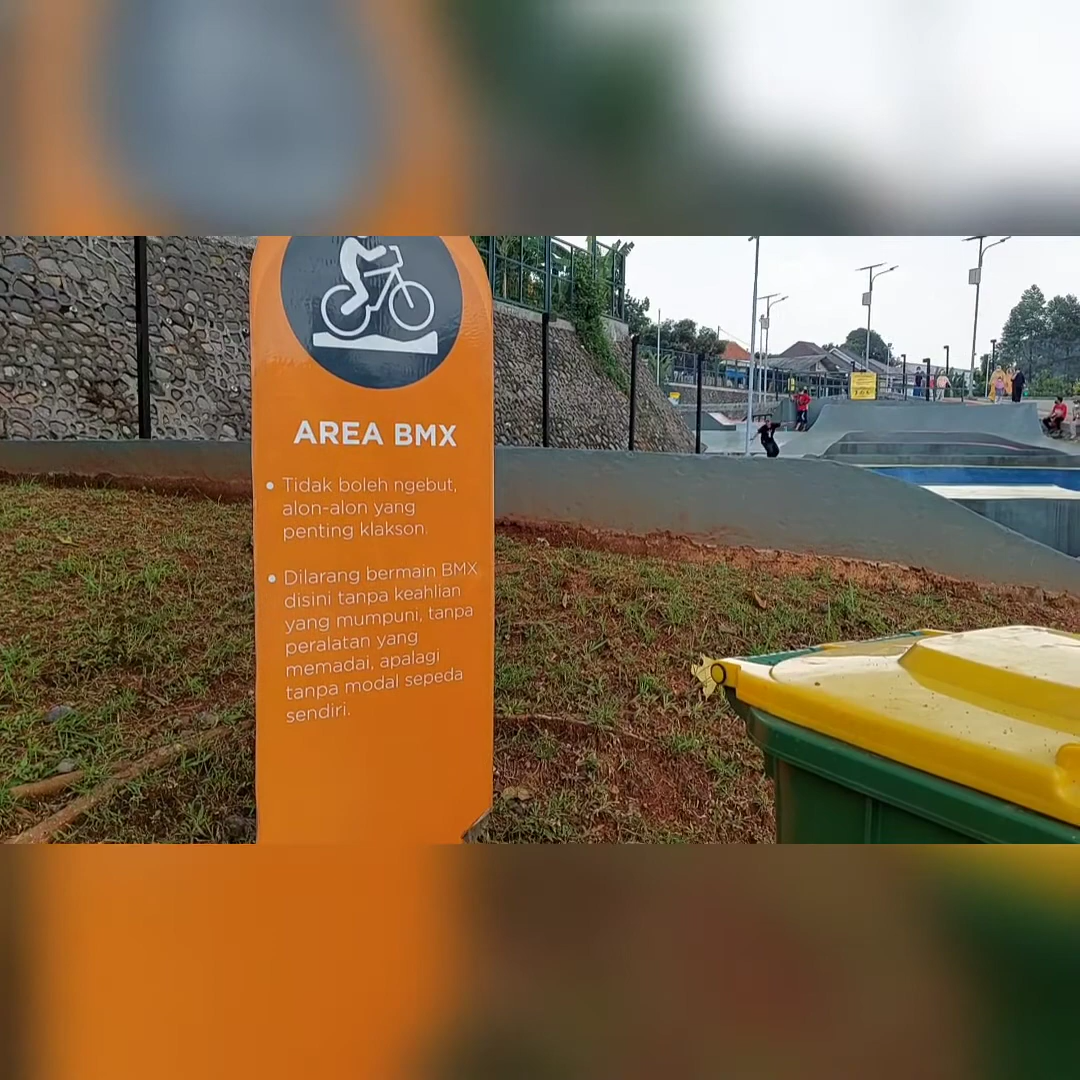 AREA BMX
• Tidak boleh ngebut,
alon-alon yang
penting klakson.
• Dilarang bermain BMX
disini tanpa keahlian
yang mumpuni, tanpa
peralatan yang
memadai, apalagi
tanpa modal sepeda
sendiri.